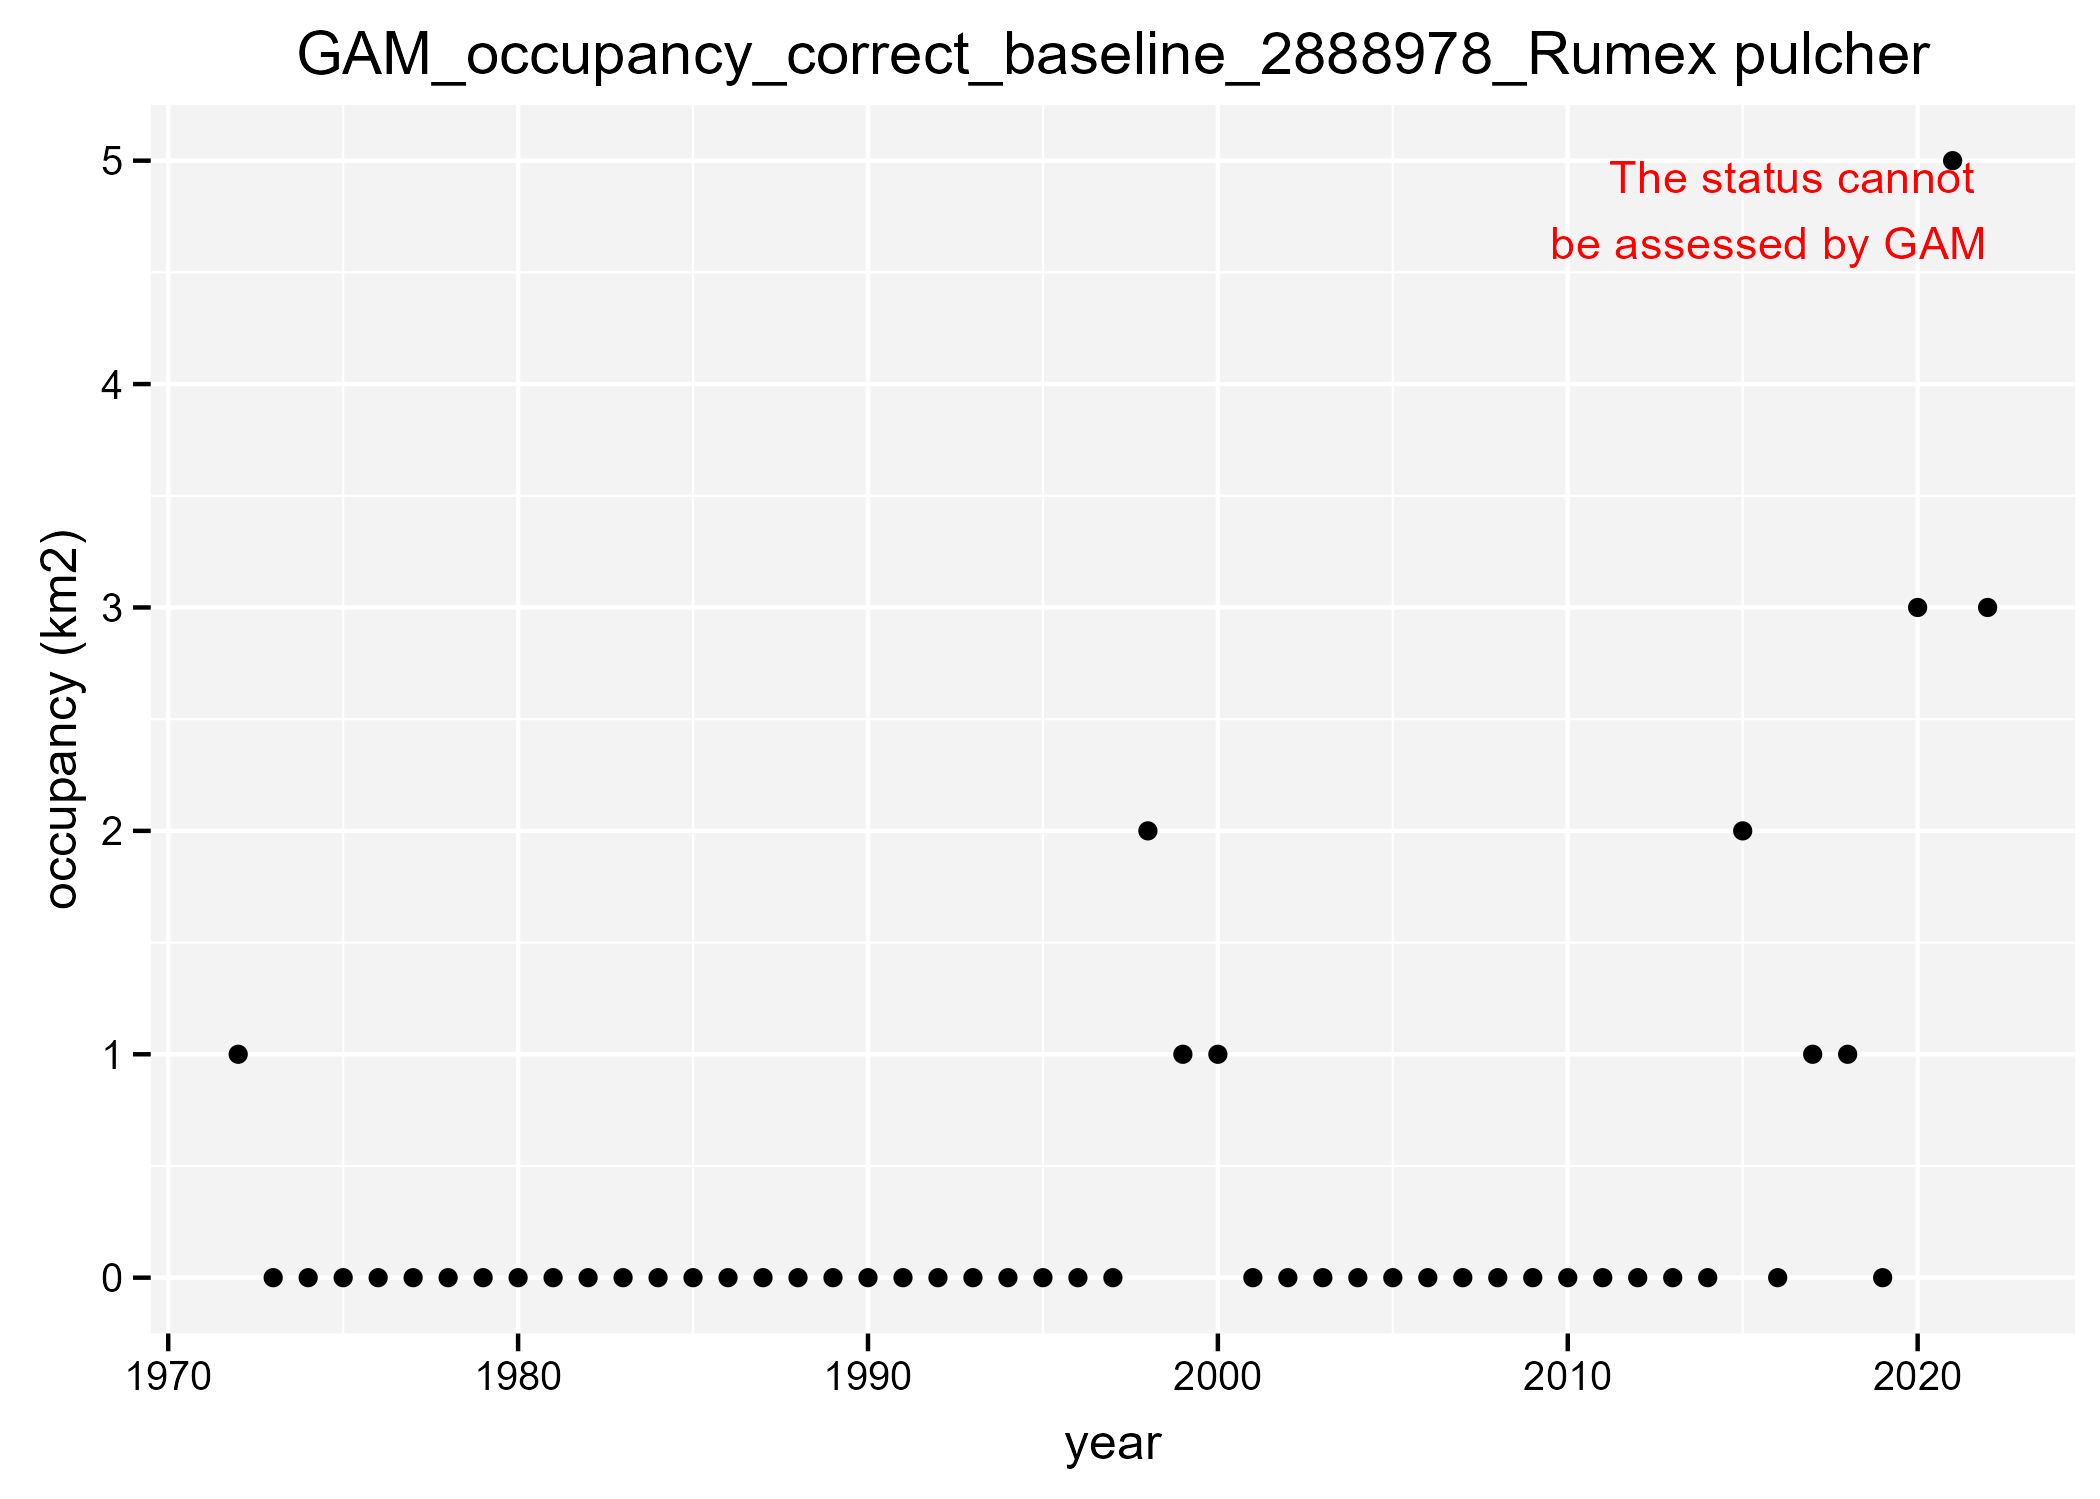 GAM_occupancy_correct_baseline_2888978_Rumex pulcher
5
The status cannot
be assessed by GAM
4
3
2
1
0
occupancy (km2)
1970 1980 1990 2000 2010 2020
year